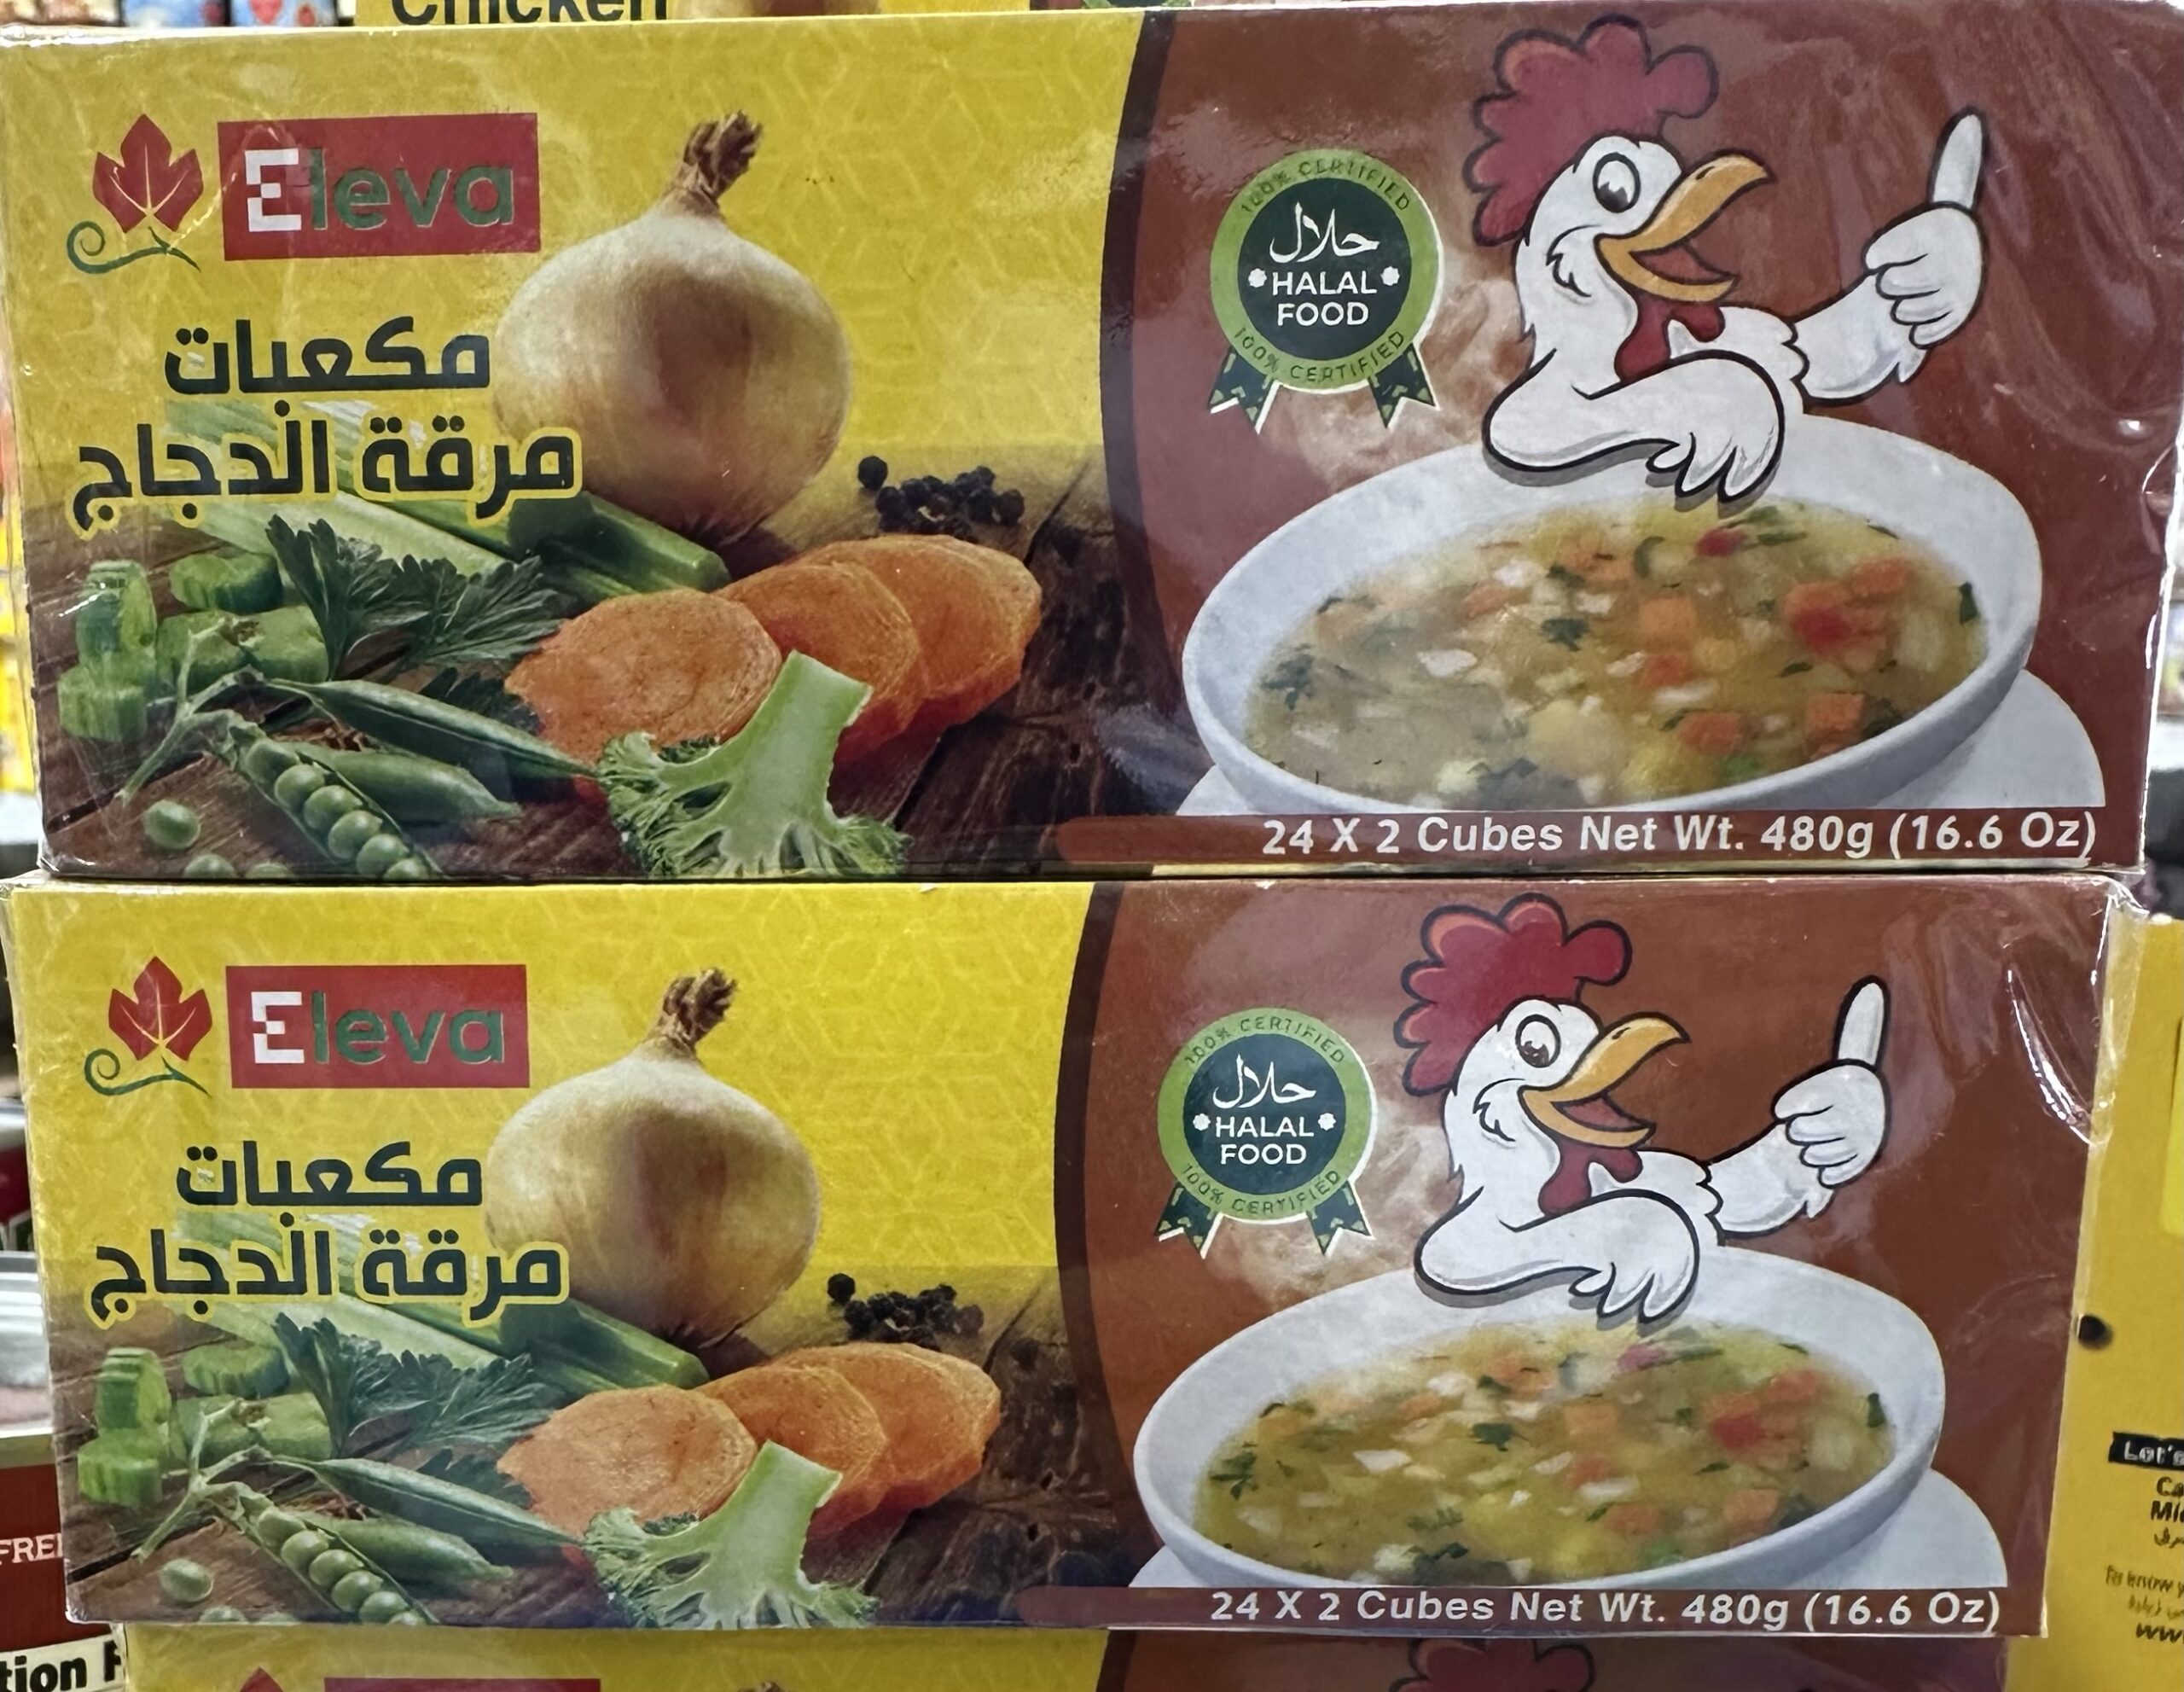 Chicken
Eleva
مكعبات
مرقة الدجاج
100% CERTIFIED
حلال
HALAL
FOOD
100% CERTIFIED
24 X 2 Cubes Net Wt. 480g (16.6 Oz)
Eleva
مكعبات
مرقة الدجاج
100% CERTIFIED
حلال
HALAL
FOOD
100% CERTIFIED
24 X 2 Cubes Net Wt. 480g (16.6 Oz)